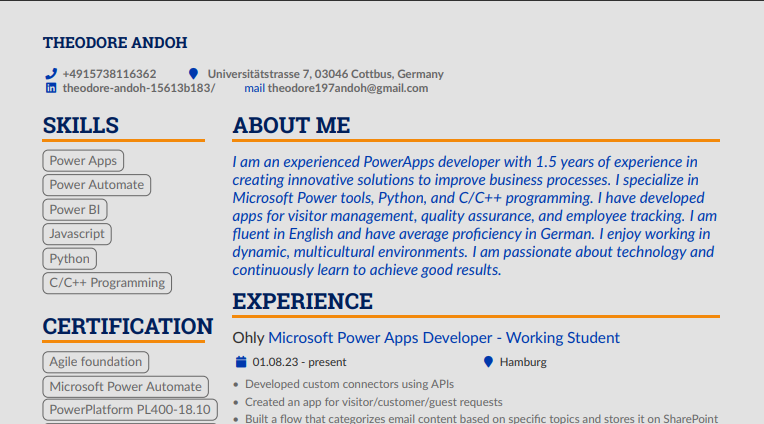 THEODORE ANDOH
+4915738116362 Universitätstrasse 7, 03046 Cottbus, Germany
theodore-andoh-15613b183/ mail theodore197andoh@gmail.com
SKILLS
Power Apps
Power Automate
Power BI
Javascript
Python
C/C++ Programming
CERTIFICATION
Agile foundation
Microsoft Power Automate
PowerPlatform PL400-18.10
ABOUT ME
I am an experienced PowerApps developer with 1.5 years of experience in
creating innovative solutions to improve business processes. I specialize in
Microsoft Power tools, Python, and C/C++ programming. I have developed
apps for visitor management, quality assurance, and employee tracking. I am
fluent in English and have average proficiency in German. I enjoy working in
dynamic, multicultural environments. I am passionate about technology and
continuously learn to achieve good results.
EXPERIENCE
Ohly Microsoft Power Apps Developer - Working Student
01.08.23 - present Hamburg
• Developed custom connectors using APIs
• Created an app for visitor/customer/guest requests
• Built a flow that categorizes email content based on specific topics and stores it on SharePoint